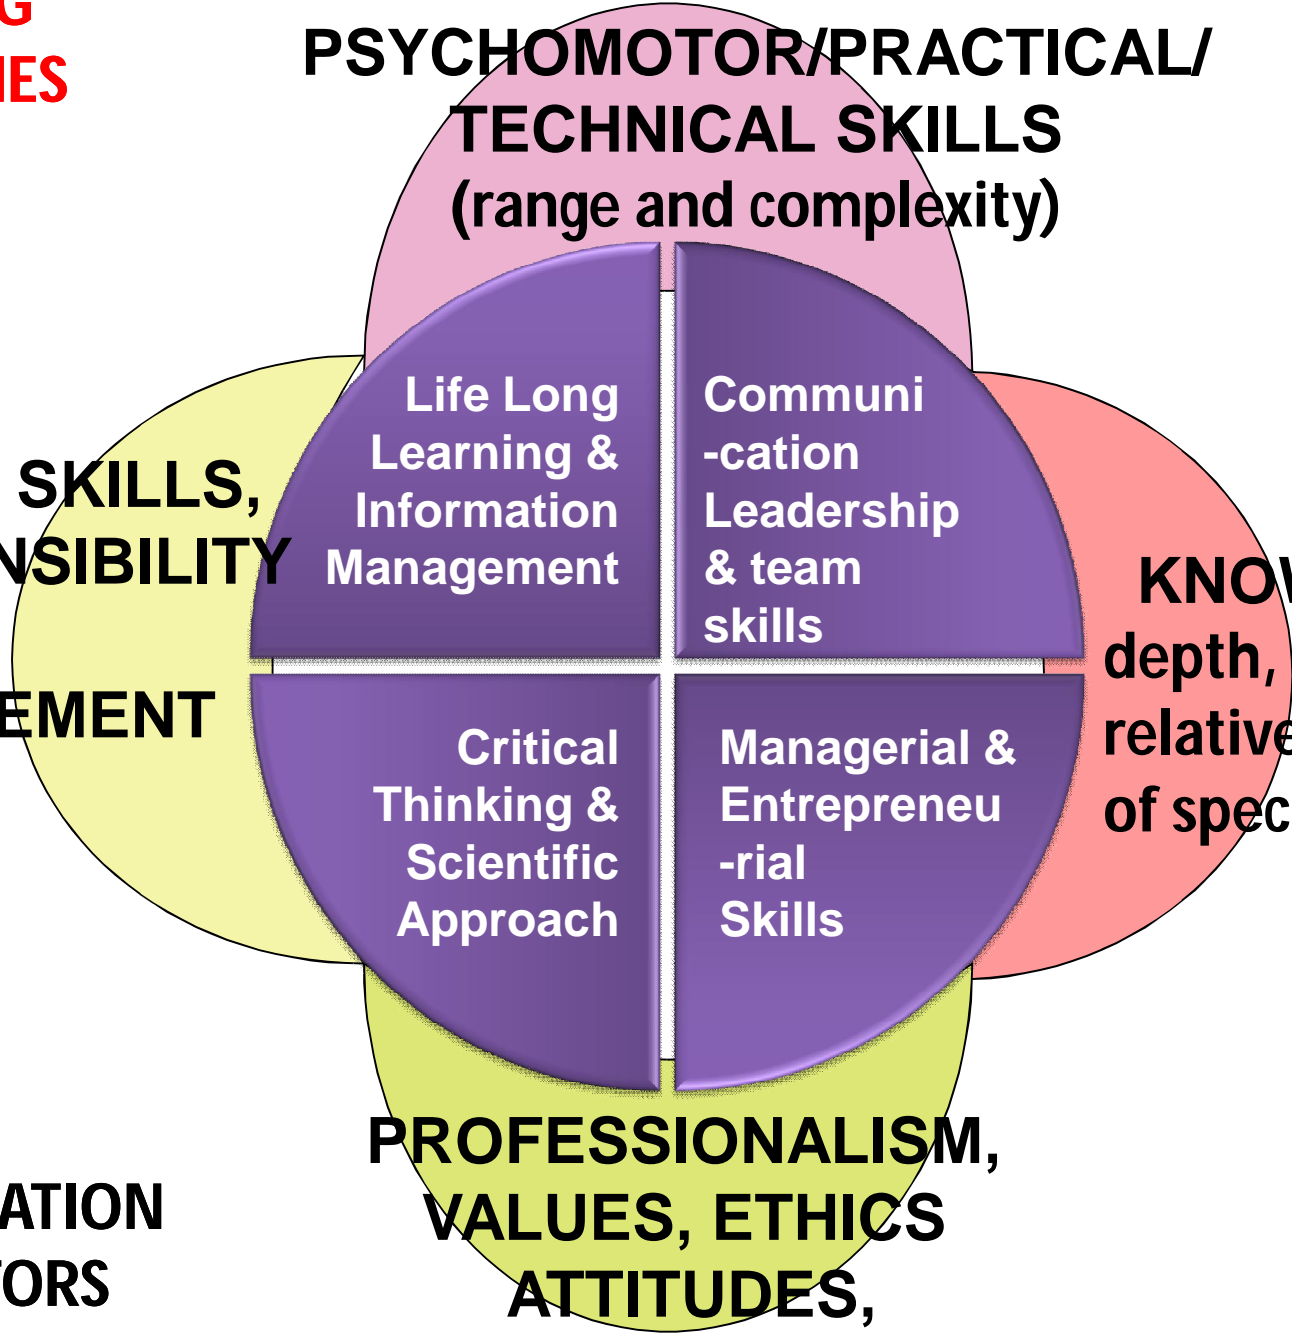 G
IES
PSYCHOMOTOR/PRACTICAL/
TECHNICAL SKILLS
(range and complexity)
Life Long
Learning &
Information
Management
Communi
-cation
Leadership
& team
skills
SKILLS,
NSIBILITY
EMENT
KNOW
depth,
relative
of spec
Critical
Thinking &
Scientific
Approach
Managerial &
Entrepreneu
-rial
Skills
PROFESSIONALISM,
VALUES, ETHICS
ATTITUDES,
ATION
TORS